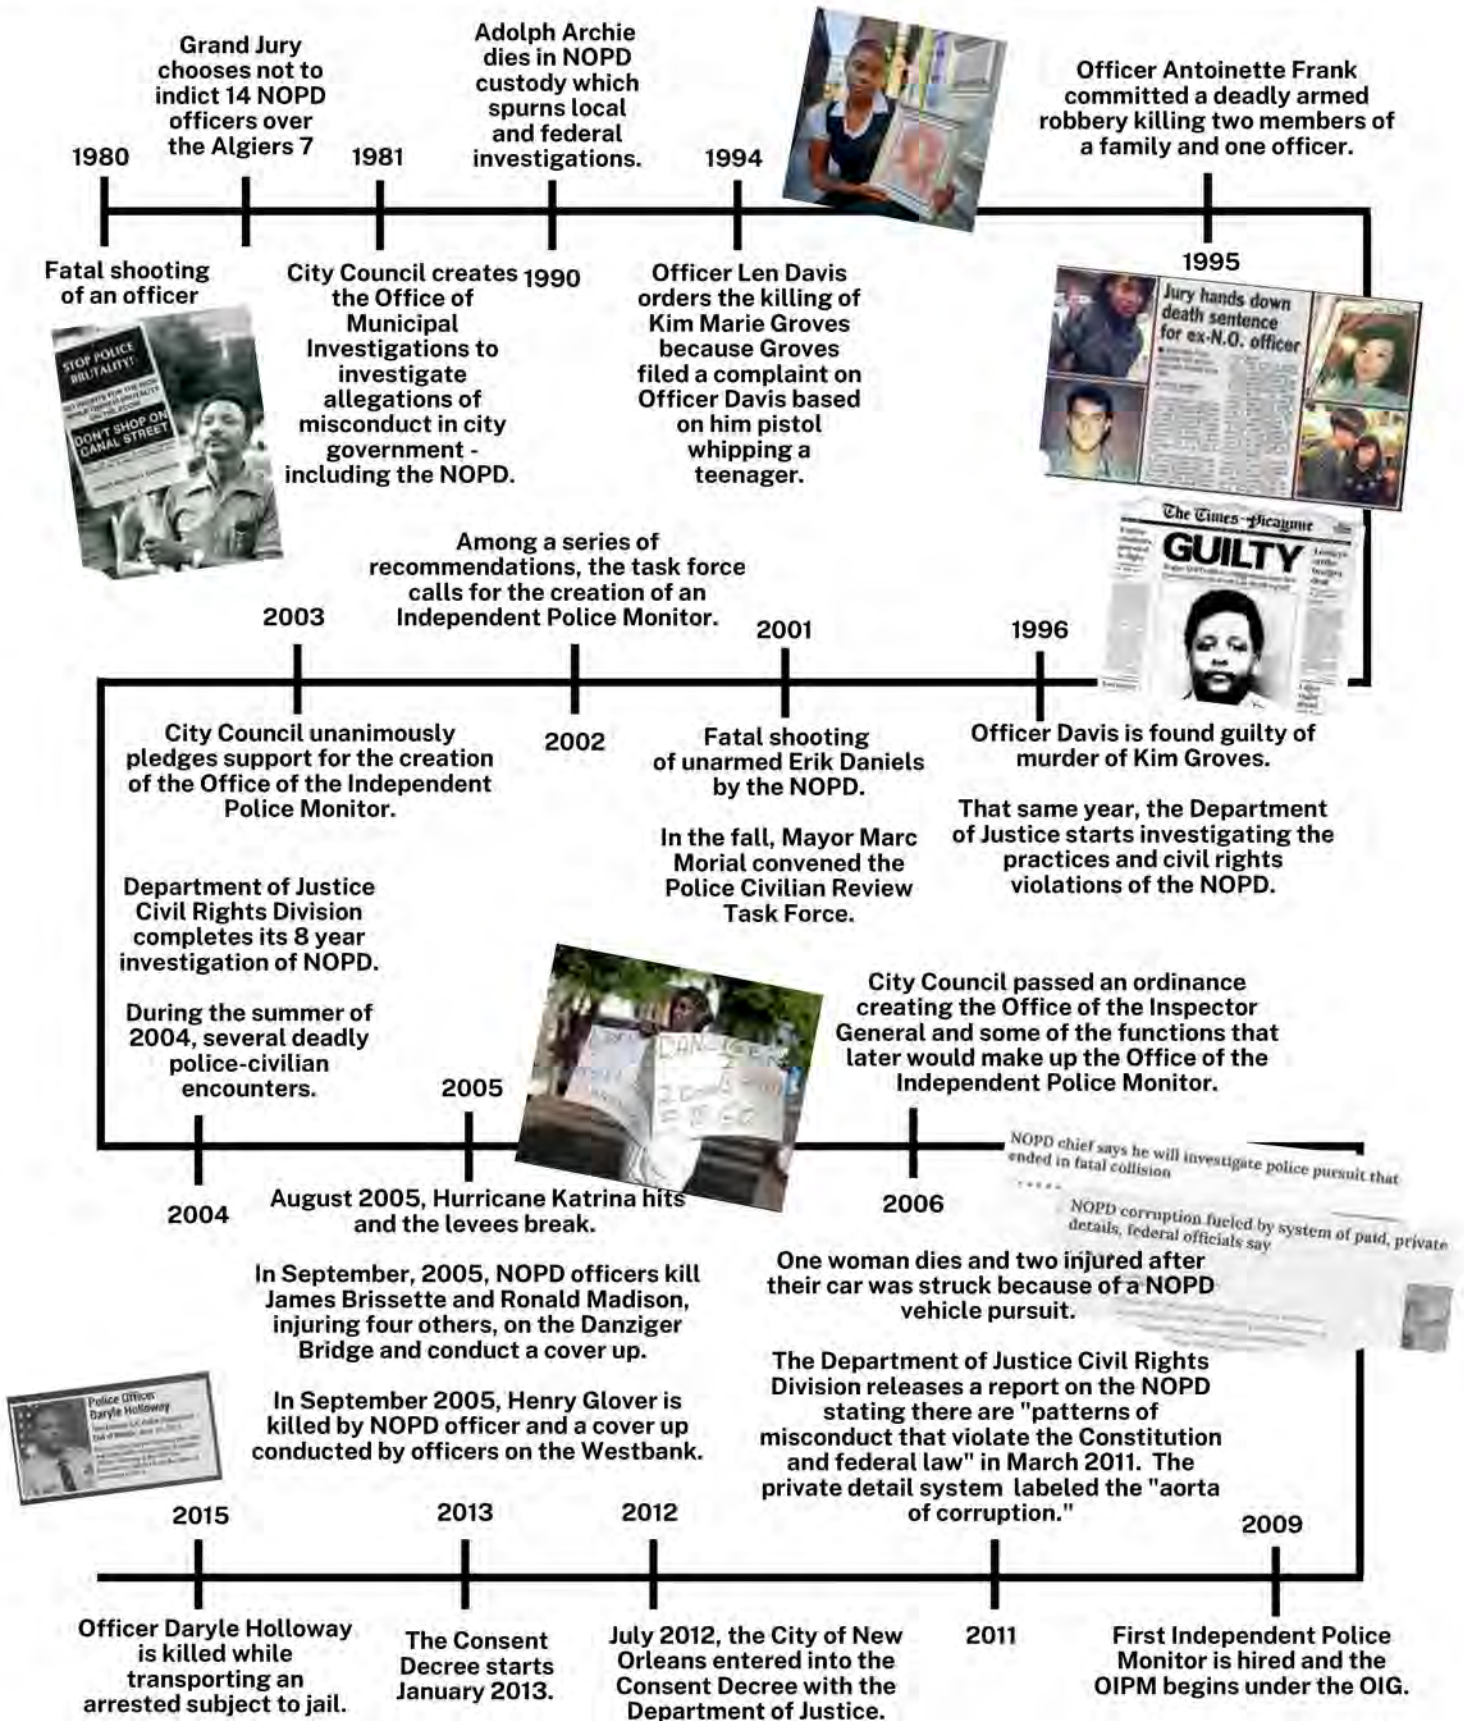 1980
Fatal shooting
of an officer
STOP POLICE
BRUTALITY!
DON'T SHOP ON
CANAL STREET
Grand Jury
chooses not to
indict 14 NOPD
officers over
the Algiers 7
1981
City Council creates
the Office of
Municipal
Investigations to
investigate
allegations of
misconduct in city
government -
including the NOPD.
Adolph Archie
dies in NOPD
custody which
spurns local
and federal
investigations.
1990
1994
Officer Len Davis
orders the killing of
Kim Marie Groves
because Groves
filed a complaint on
Officer Davis based
on him pistol
whipping a
teenager.
Officer Antoinette Frank
committed a deadly armed
robbery killing two members of
a family and one officer.
1995
Jury hands down
death sentence
for ex-N.O. officer
The Times-Picayune
GUILTY
1996
Officer Davis is found guilty of
murder of Kim Groves.
That same year, the Department
of Justice starts investigating the
practices and civil rights
violations of the NOPD.
2001
Fatal shooting
of unarmed Erik Daniels
by the NOPD.
In the fall, Mayor Marc
Morial convened the
Police Civilian Review
Task Force.
Among a series of
recommendations, the task force
calls for the creation of an
Independent Police Monitor.
2002
2003
City Council unanimously
pledges support for the creation
of the Office of the Independent
Police Monitor.
Department of Justice
Civil Rights Division
completes its 8 year
investigation of NOPD.
During the summer of
2004, several deadly
police-civilian
encounters.
2004
2005
August 2005, Hurricane Katrina hits
and the levees break.
In September, 2005, NOPD officers kill
James Brissette and Ronald Madison,
injuring four others, on the Danziger
Bridge and conduct a cover up.
In September 2005, Henry Glover is
killed by NOPD officer and a cover up
conducted by officers on the Westbank.
DANZIGER
City Council passed an ordinance
creating the Office of the Inspector
General and some of the functions that
later would make up the Office of the
Independent Police Monitor.
2006
NOPD chief says he will investigate police pursuit that
ended in fatal collision
NOPD corruption fueled by system of paid, private
details, federal officials say
2009
First Independent Police
Monitor is hired and the
OIPM begins under the OIG.
One woman dies and two injured after
their car was struck because of a NOPD
vehicle pursuit.
The Department of Justice Civil Rights
Division releases a report on the NOPD
stating there are "patterns of
misconduct that violate the Constitution
and federal law" in March 2011. The
private detail system labeled the "aorta
of corruption."
2011
2012
July 2012, the City of New
Orleans entered into the
Consent Decree with the
Department of Justice.
2013
The Consent
Decree starts
January 2013.
Police Officer
Daryle Holloway
2015
Officer Daryle Holloway
is killed while
transporting an
arrested subject to jail.